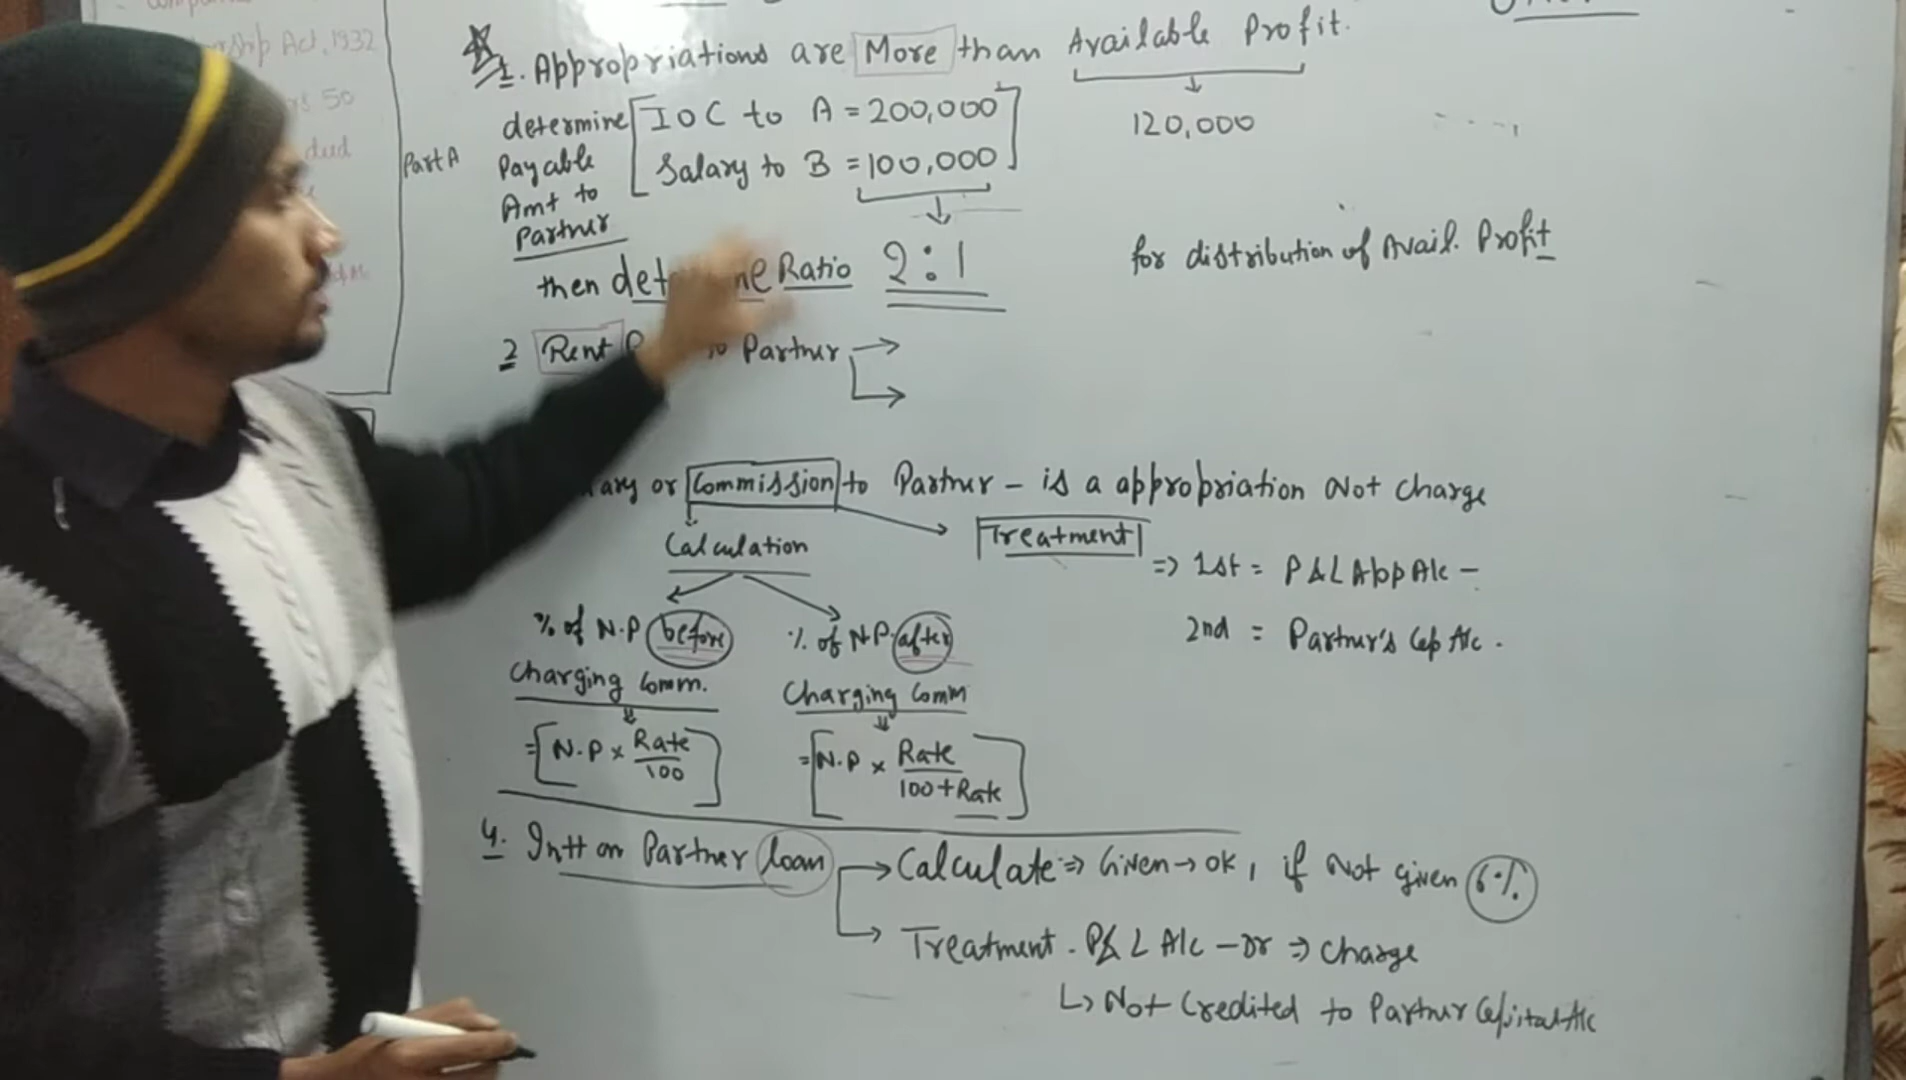 ship Act, 1932
rs 50
Part A
1. Appropriations are More than Available Profit.
determine
Payable
Amt to
Partner
IOC to A = 200,000
Salary to B = 100,000
120,000
then Ratio 2:1
for distribution of Avail. Profit
2 Rent Partner
or Commission to Partner - is a appropriation Not charge
Calculation
Treatment
=> 1st = P&L App A/c -
2nd = Partner's Cap A/c.
% of N.P before
Charging Comm.
= [N.P × Rate/100]
% of NP. after
Charging Comm
= [N.P × Rate/100+Rate]
4. Intt on Partner loan
Calculate => Given → OK, if Not given 6%
Treatment. P&L A/c - Dr => Charge
↳ Not Credited to Partner Capital A/c